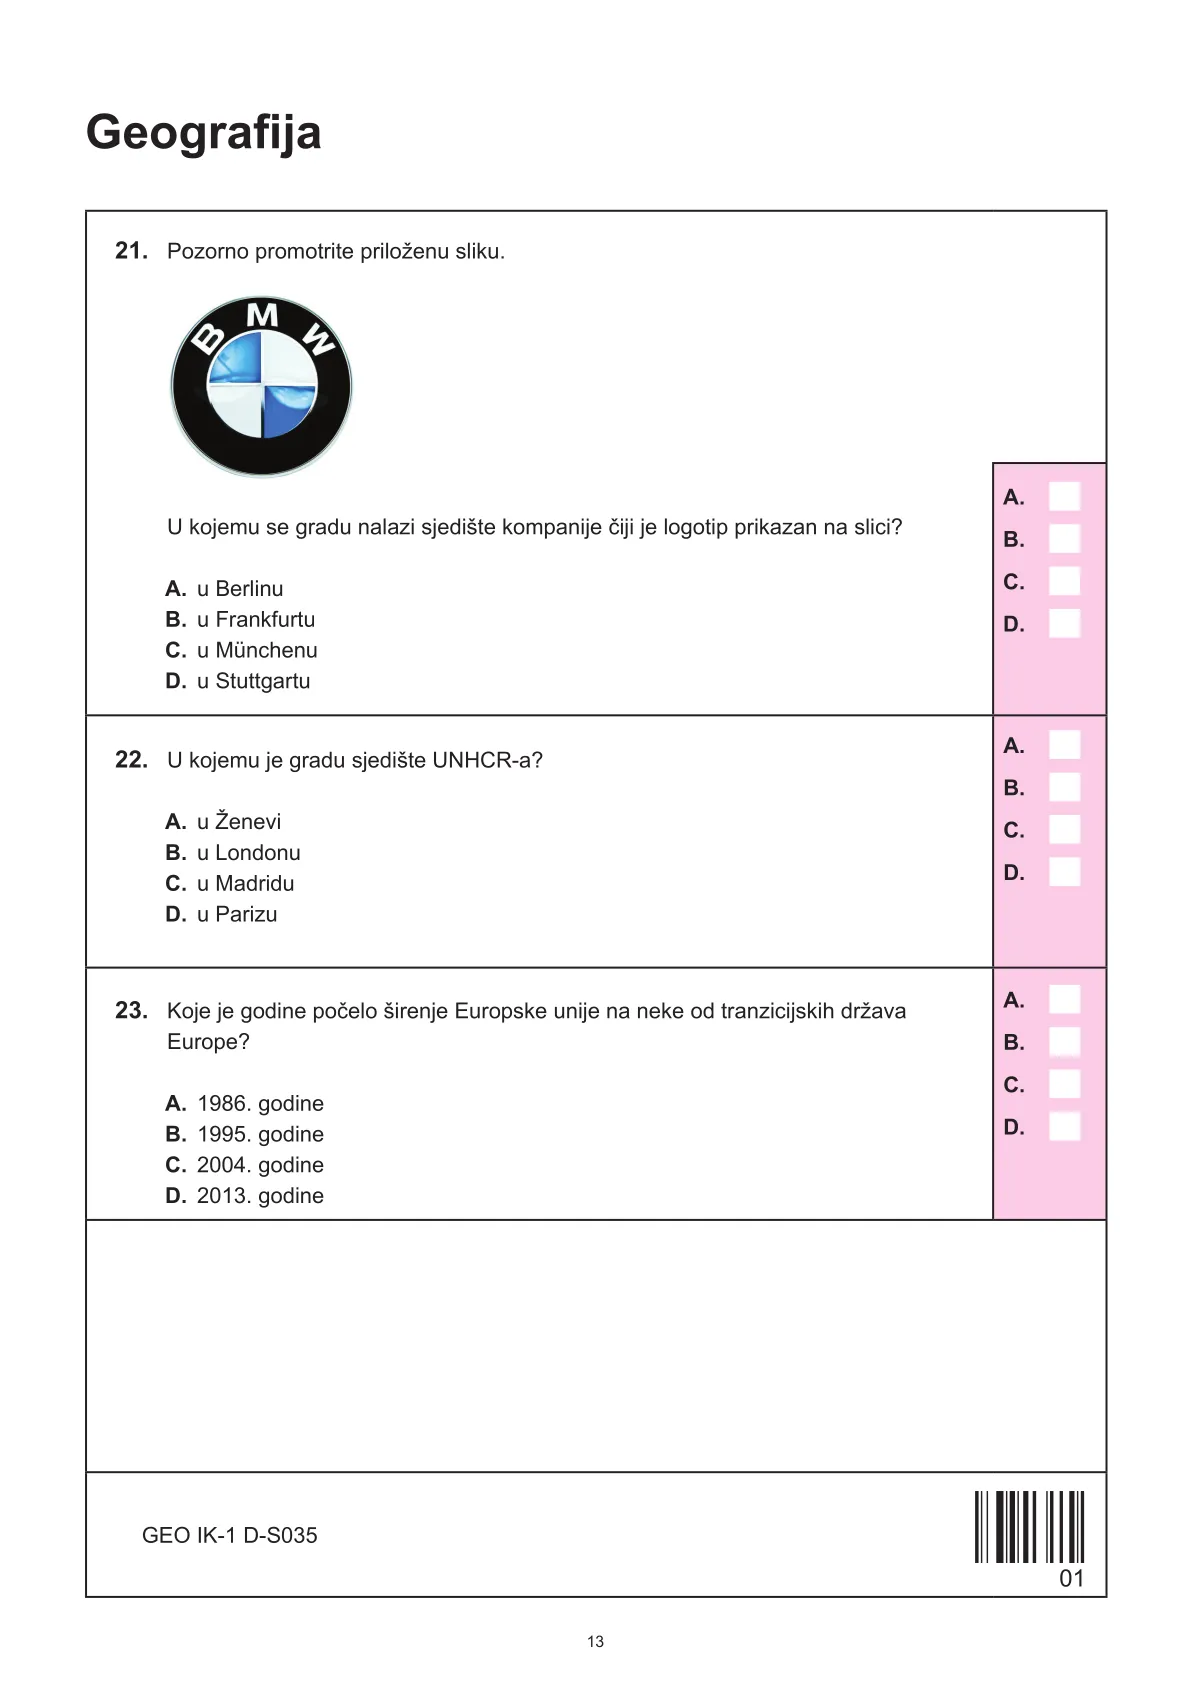 Geografija
21. Pozorno promotrite priloženu sliku.
BMW
U kojemu se gradu nalazi sjedište kompanije čiji je logotip prikazan na slici?
A. u Berlinu
B. u Frankfurtu
C. u Münchenu
D. u Stuttgartu
A.
B.
C.
D.
22. U kojemu je gradu sjedište UNHCR-a?
A. u Ženevi
B. u Londonu
C. u Madridu
D. u Parizu
A.
B.
C.
D.
23. Koje je godine počelo širenje Europske unije na neke od tranzicijskih država
Europe?
A. 1986. godine
B. 1995. godine
C. 2004. godine
D. 2013. godine
A.
B.
C.
D.
GEO IK-1 D-S035
01
13